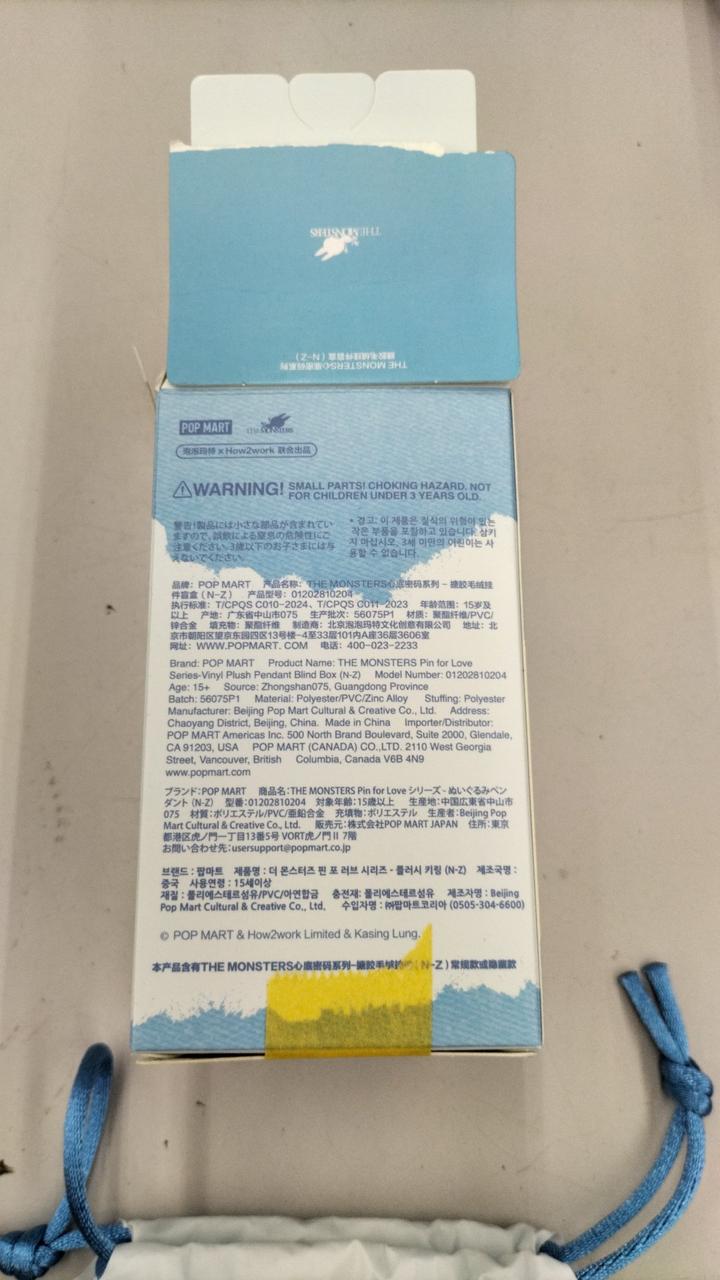 THE MONSTERS
THE MONSTERS心底密码系列
搪胶毛绒挂件盲盒（N-Z）
POP MART THE MONSTERS
泡泡玛特 x How2work 联合出品
WARNING! SMALL PARTS! CHOKING HAZARD. NOT
FOR CHILDREN UNDER 3 YEARS OLD.
警告!製品には小さな部品が含まれてい
ますので、誤飲による窒息の危険性にご
注意ください。3歳以下のお子さまには与
えないでください。
• 경고: 이 제품은 질식의 위험이 있는
작은 부품을 포함하고 있습니다. 삼키
지 마십시오. 3세 미만의 어린이는 사
용할 수 없습니다.
品牌：POP MART 产品名称：THE MONSTERS心底密码系列 – 搪胶毛绒挂
件盲盒（N–Z） 产品型号：01202810204
执行标准：T/CPQS C010–2024、T/CPQS C011–2023 年龄范围：15岁及
以上 产地：广东省中山市075 生产批次：56075P1 材质：聚酯纤维/PVC/
锌合金 填充物：聚酯纤维 制造商：北京泡泡玛特文化创意有限公司 地址：北
京市朝阳区望京东园四区13号楼-4至33层101内A座36层3606室
网址：WWW.POPMART. COM 电话：400-023-2233
Brand: POP MART Product Name: THE MONSTERS Pin for Love
Series-Vinyl Plush Pendant Blind Box (N-Z) Model Number: 01202810204
Age: 15+ Source: Zhongshan075, Guangdong Province
Batch: 56075P1 Material: Polyester/PVC/Zinc Alloy Stuffing: Polyester
Manufacturer: Beijing Pop Mart Cultural & Creative Co., Ltd. Address:
Chaoyang District, Beijing, China. Made in China Importer/Distributor:
POP MART Americas Inc. 500 North Brand Boulevard, Suite 2000, Glendale,
CA 91203, USA POP MART (CANADA) CO.,LTD. 2110 West Georgia
Street, Vancouver, British Columbia, Canada V6B 4N9
www.popmart.com
ブランド:POP MART 商品名:THE MONSTERS Pin for Love シリーズ - ぬいぐるみペン
ダント (N-Z) 型番:01202810204 対象年齢:15歳以上 生産地:中国広東省中山市
075 材質:ポリエステル/PVC/亜鉛合金 充填物:ポリエステル 生産者:Beijing Pop
Mart Cultural & Creative Co., Ltd. 販売元:株式会社POP MART JAPAN 住所:東京
都港区虎ノ門一丁目13番5号 VORT虎ノ門 II 7階
お問い合わせ先:usersupport@popmart.co.jp
브랜드 : 팝마트 제품명 : 더 몬스터즈 핀 포 러브 시리즈 - 플러시 키링 (N-Z) 제조국명 :
중국 사용연령 : 15세이상
재질 : 폴리에스테르섬유/PVC/아연합금 충전재: 폴리에스테르섬유 제조자명 : Beijing
Pop Mart Cultural & Creative Co., Ltd. 수입자명 : ㈜팝마트코리아 (0505-304-6600)
© POP MART & How2work Limited & Kasing Lung.
本产品含有THE MONSTERS心底密码系列–搪胶毛绒挂件（N–Z）常规款或隐藏款